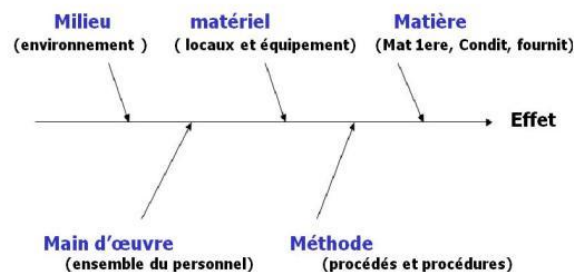 Milieu
(environnement )
matériel
( locaux et équipement)
Matière
(Mat 1ere, Condit, fournit)
Effet
Main d'œuvre
(ensemble du personnel)
Méthode
(procédés et procédures)